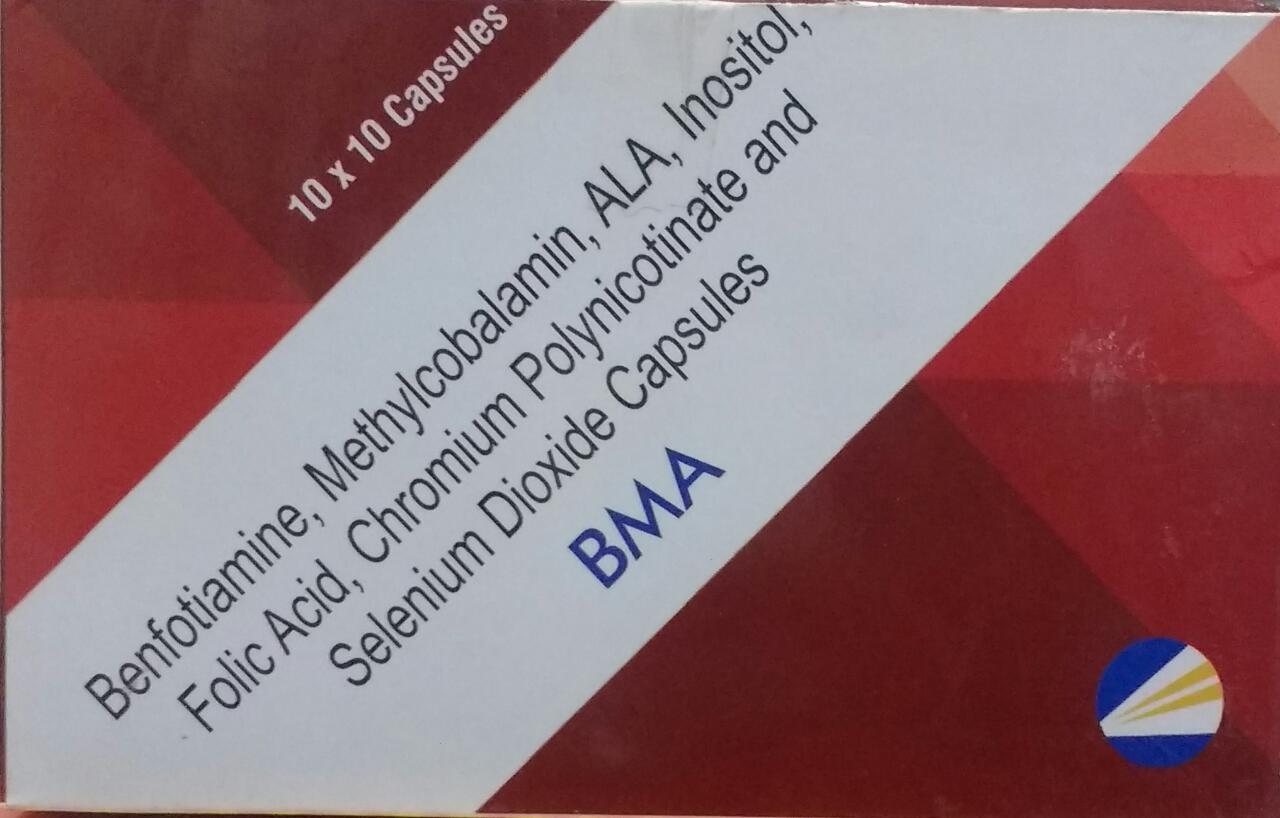 10 x 10 Capsules
Benfotiamine, Methylcobalamin, ALA, Inositol,
Folic Acid, Chromium Polynicotinate and
Selenium Dioxide Capsules
BMA